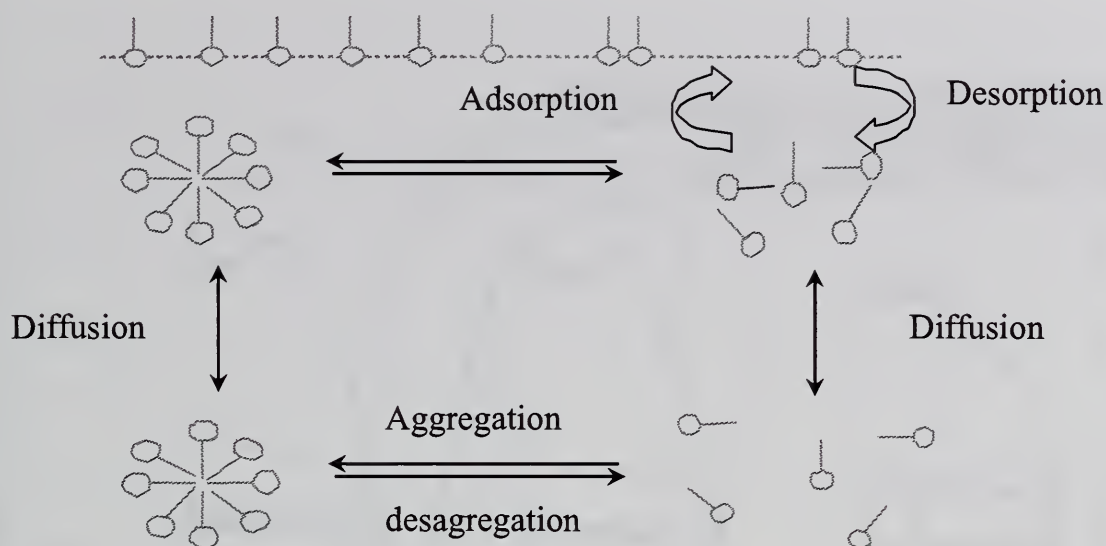 Adsorption
Desorption
Diffusion
Diffusion
Aggregation
desagregation